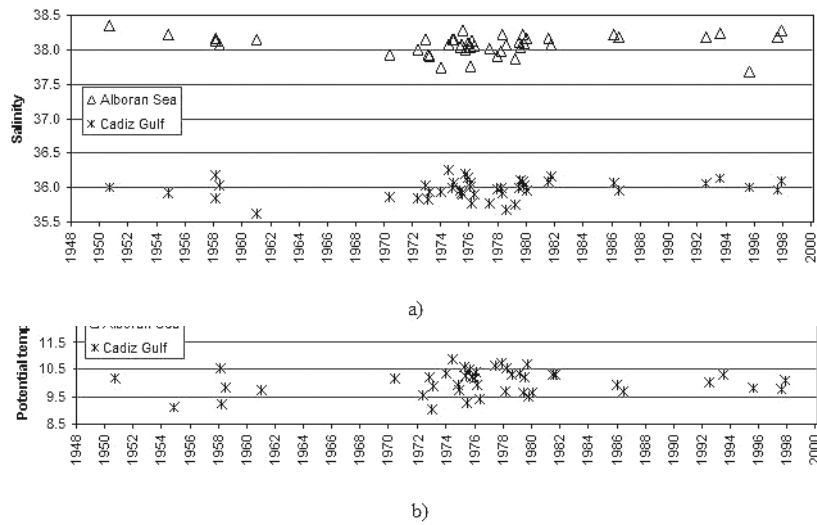 38.5
38.0
37.5
37.0
36.5
36.0
35.5
Salinity
Alboran Sea
Cadiz Gulf
1948 1950 1952 1954 1956 1958 1960 1962 1964 1966 1968 1970 1972 1974 1976 1978 1980 1982 1984 1986 1988 1990 1992 1994 1996 1998 2000
a)
Alboran Sea
Cadiz Gulf
11.5
10.5
9.5
8.5
Potential temp
1948 1950 1952 1954 1956 1958 1960 1962 1964 1966 1968 1970 1972 1974 1976 1978 1980 1982 1984 1986 1988 1990 1992 1994 1996 1998 2000
b)